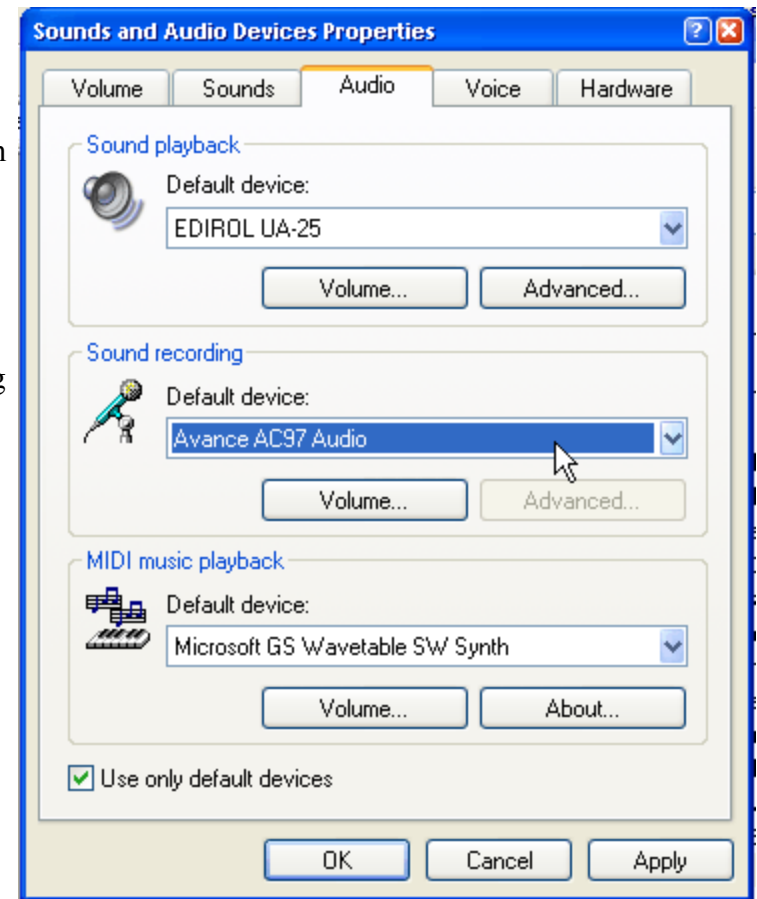 Sounds and Audio Devices Properties
Volume Sounds Audio Voice Hardware
Sound playback
Default device:
EDIROL UA-25
Volume... Advanced...
Sound recording
Default device:
Avance AC97 Audio
Volume... Advanced...
MIDI music playback
Default device:
Microsoft GS Wavetable SW Synth
Volume... About...
Use only default devices
OK Cancel Apply